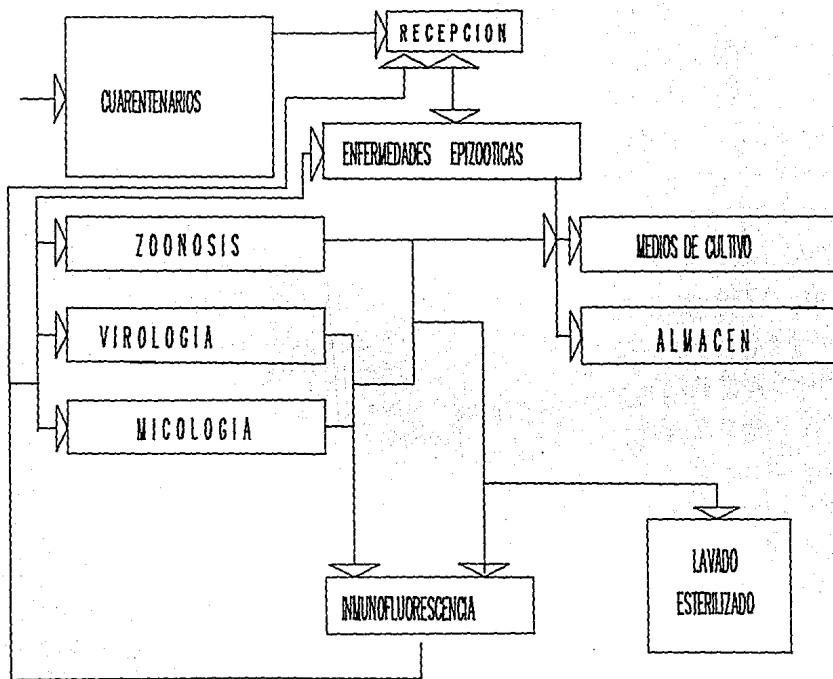 RECEPCION
CUARENTENARIOS
ENFERMEDADES EPIZOOTICAS
ZOONOSIS
MEDIOS DE CULTIVO
VIROLOGIA
ALMACEN
MICOLOGIA
LAVADO
ESTERILIZADO
INMUNOFLUORESCENCIA